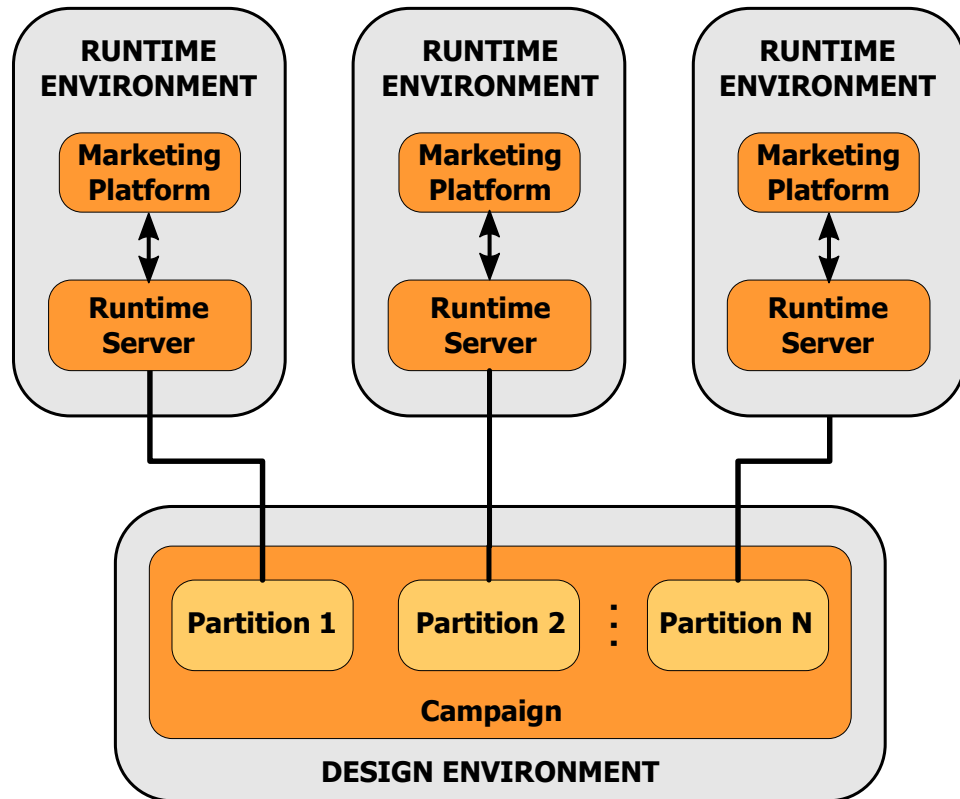 RUNTIME
ENVIRONMENT
Marketing
Platform
Runtime
Server
RUNTIME
ENVIRONMENT
Marketing
Platform
Runtime
Server
RUNTIME
ENVIRONMENT
Marketing
Platform
Runtime
Server
Partition 1
Partition 2
Partition N
Campaign
DESIGN ENVIRONMENT